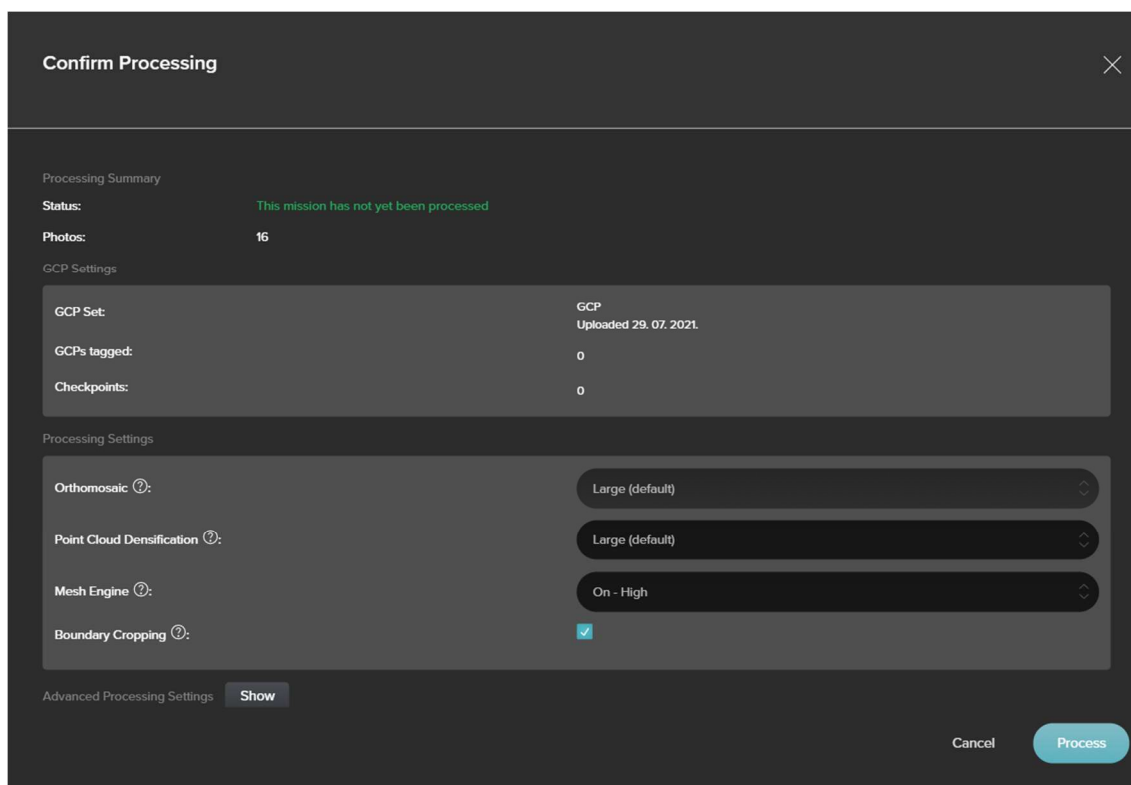 Confirm Processing
Processing Summary
Status: This mission has not yet been processed
Photos: 16
GCP Settings
GCP Set: GCP
Uploaded 29. 07. 2021.
GCPs tagged: 0
Checkpoints: 0
Processing Settings
Orthomosaic ?: Large (default)
Point Cloud Densification ?: Large (default)
Mesh Engine ?: On - High
Boundary Cropping ?:
Advanced Processing Settings Show
Cancel Process